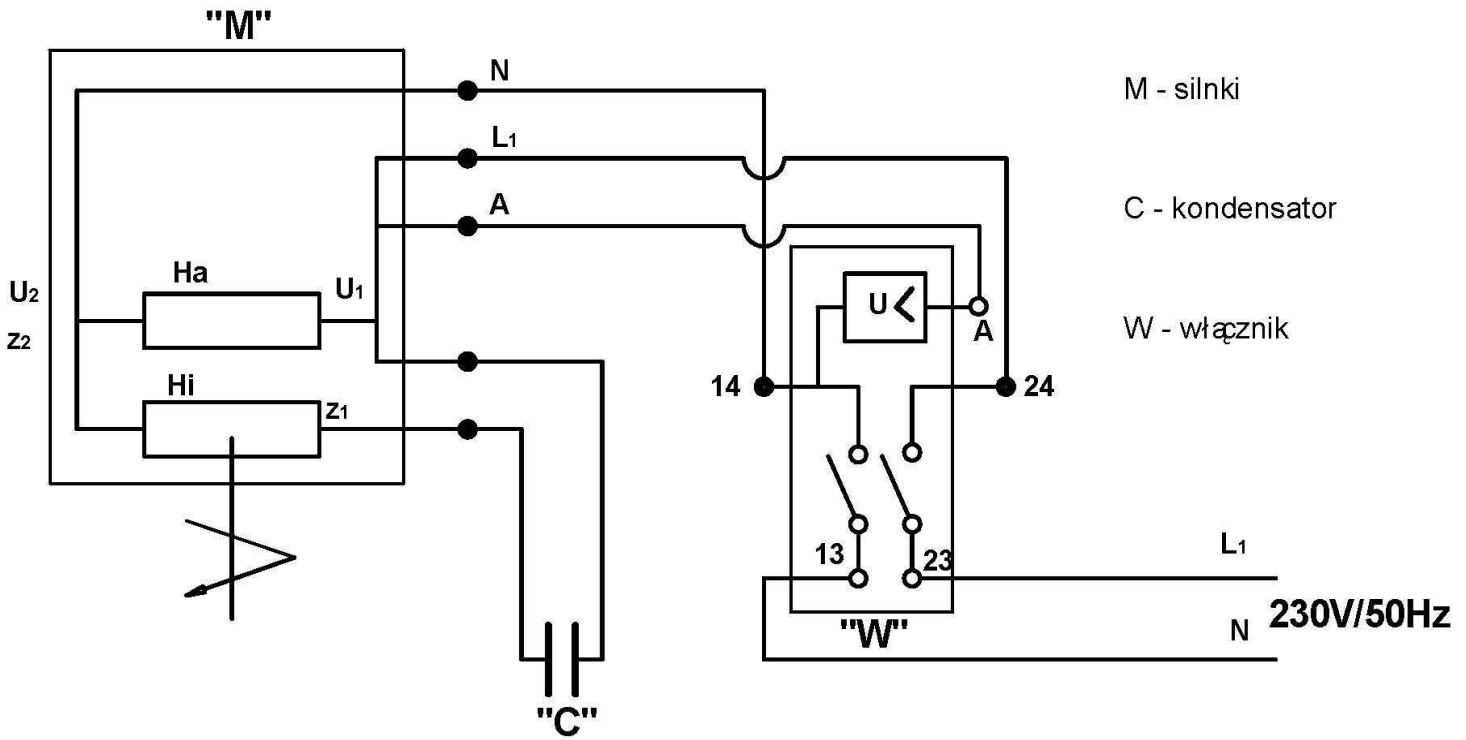 "M"
N
M - silnki
L1
A
C - kondensator
Ha
U1
U2
U<
A
W - włącznik
z2
14
24
Hi
z1
13
23
L1
230V/50Hz
"W"
N
"C"